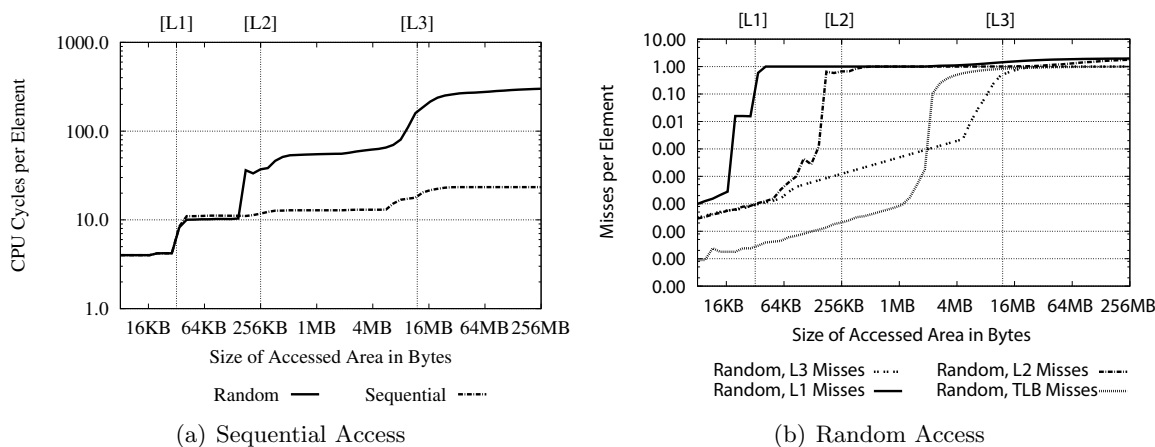 [L1] [L2] [L3]
1000.0
100.0
10.0
1.0
CPU Cycles per Element
16KB 64KB 256KB 1MB 4MB 16MB 64MB 256MB
Size of Accessed Area in Bytes
Random Sequential
(a) Sequential Access
[L1] [L2] [L3]
10.00
1.00
0.10
0.01
0.00
0.00
0.00
0.00
0.00
0.00
Misses per Element
16KB 64KB 256KB 1MB 4MB 16MB 64MB 256MB
Size of Accessed Area in Bytes
Random, L3 Misses Random, L2 Misses
Random, L1 Misses Random, TLB Misses
(b) Random Access